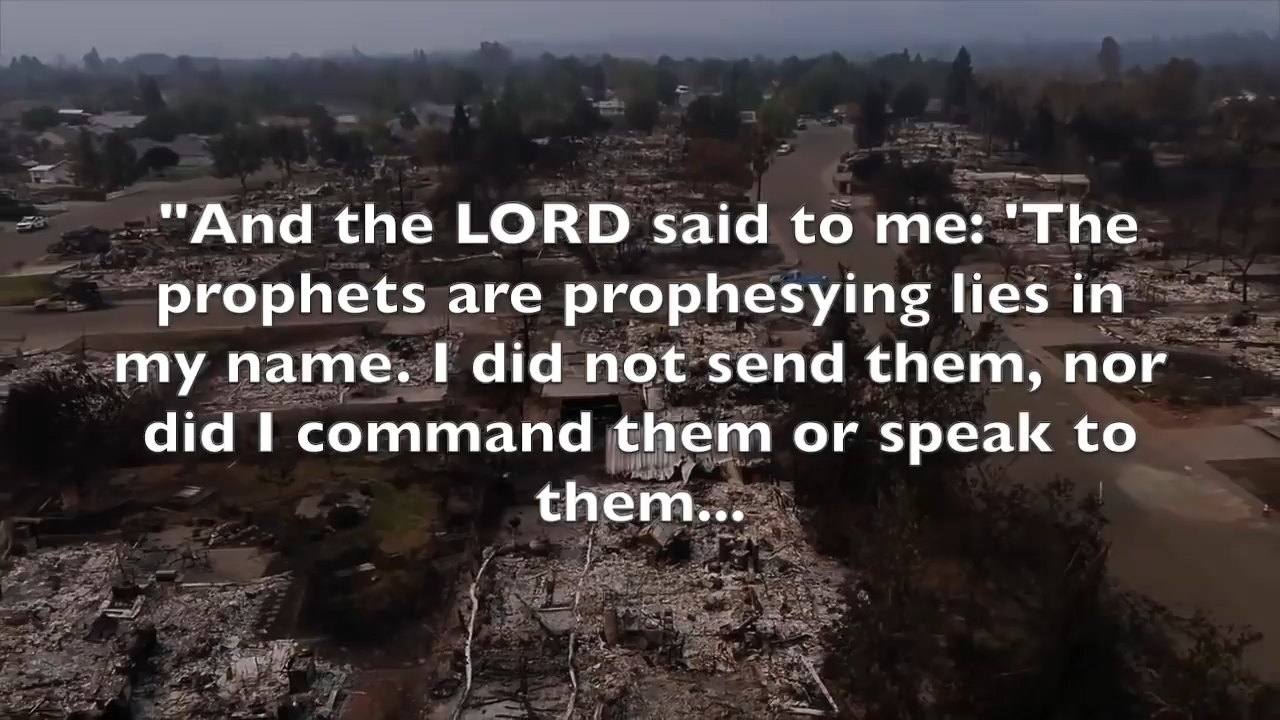 "And the LORD said to me: 'The
prophets are prophesying lies in
my name. I did not send them, nor
did I command them or speak to
them...